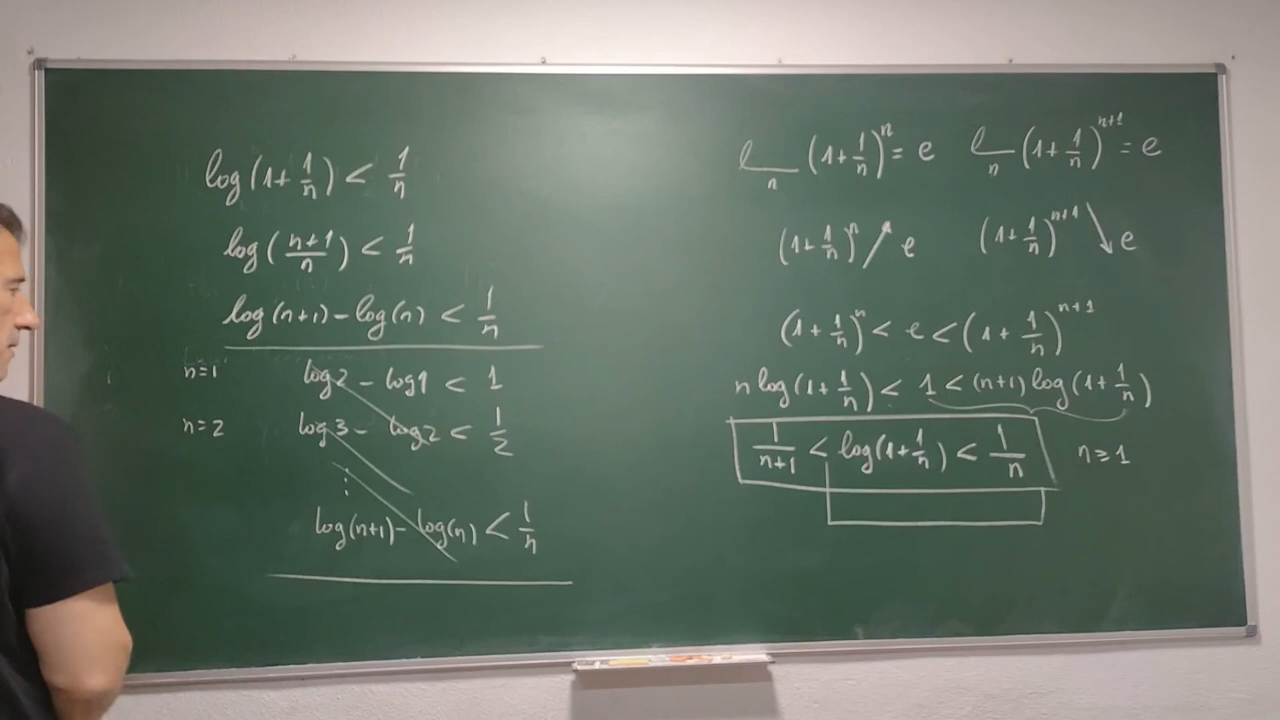 log(1+1/n) < 1/n
log((n+1)/n) < 1/n
log(n+1) - log(n) < 1/n
n=1 log2 - log1 < 1
n=2 log3 - log2 < 1/2
⋮
log(n+1) - log(n) < 1/n
l___n (1+1/n)^n = e l___n (1+1/n)^(n+1) = e
(1+1/n)^n ↗ e (1+1/n)^(n+1) ↘ e
(1+1/n)^n < e < (1+1/n)^(n+1)
n log(1+1/n) < 1 < (n+1) log(1+1/n)
1/(n+1) < log(1+1/n) < 1/n n≥1